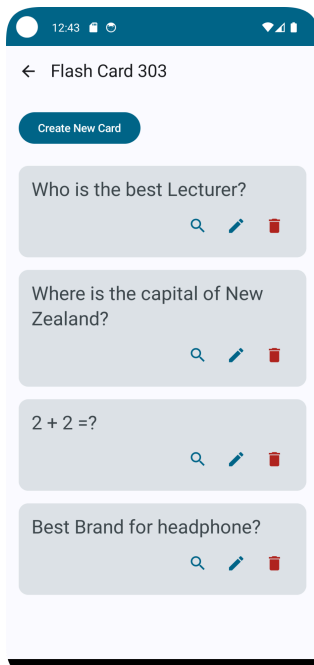 12:43
Flash Card 303
Create New Card
Who is the best Lecturer?
Where is the capital of New
Zealand?
2 + 2 =?
Best Brand for headphone?